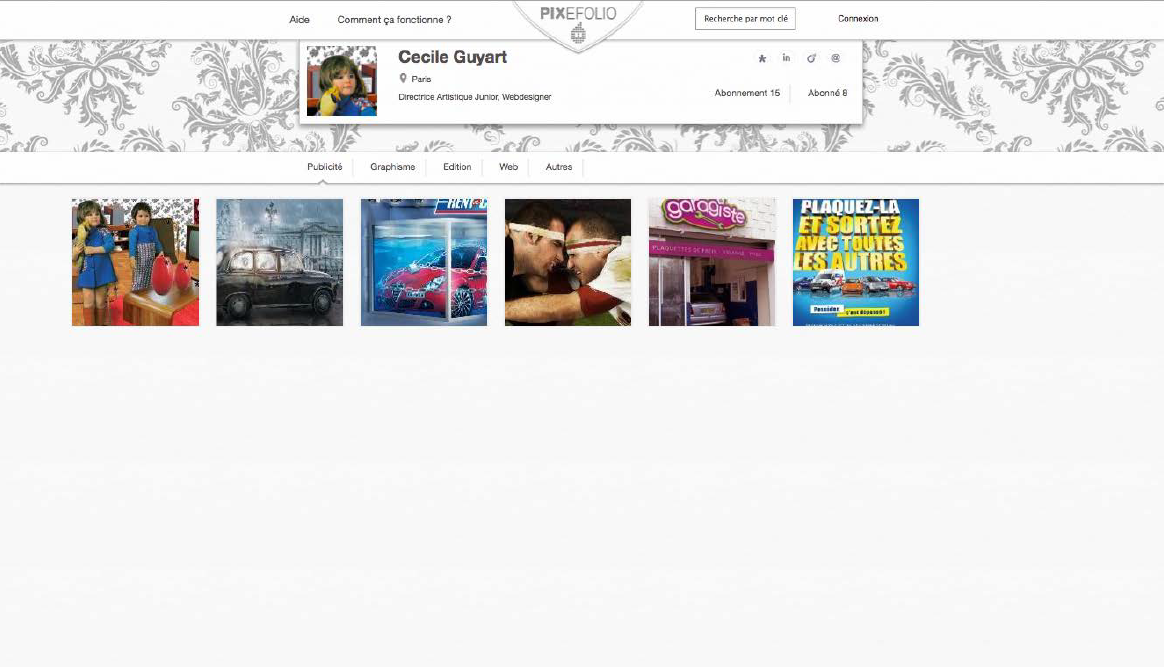 Aide
Comment ça fonctionne ?
PIXEFOLIO
Recherche par mot clé
Connexion
Cecile Guyart
Paris
Directrice Artistique Junior, Webdesigner
in
Abonnement 15
Abonné 8
Publicité
Graphisme
Edition
Web
Autres
RENT
garagiste
PLAQUEZ-LA
ET SORTEZ
AVEC TOUTES
LES AUTRES